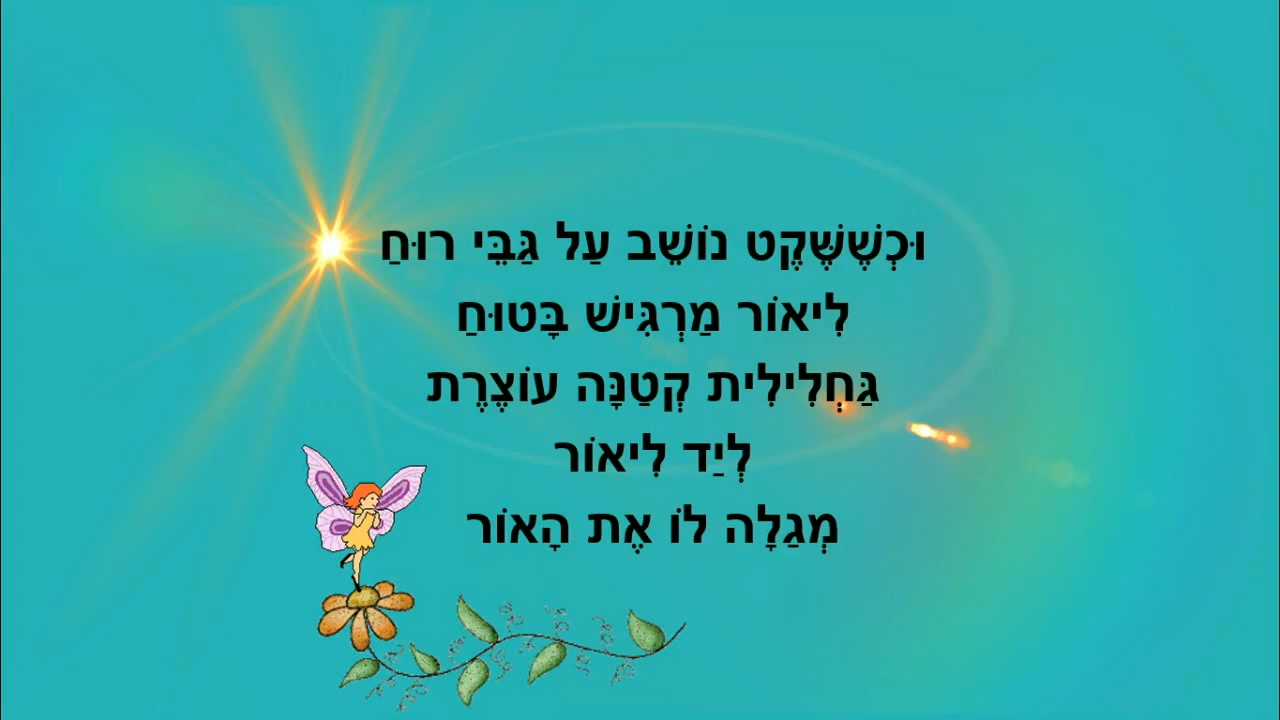 וּכְשֶׁשֶּׁקֶט נוֹשֵׁב עַל גַּבֵּי רוּחַ
לִיאוֹר מַרְגִּישׁ בָּטוּחַ
גַּחְלִילִית קְטַנָּה עוֹצֶרֶת
לְיַד לִיאוֹר
מְגַלָּה לוֹ אֶת הָאוֹר